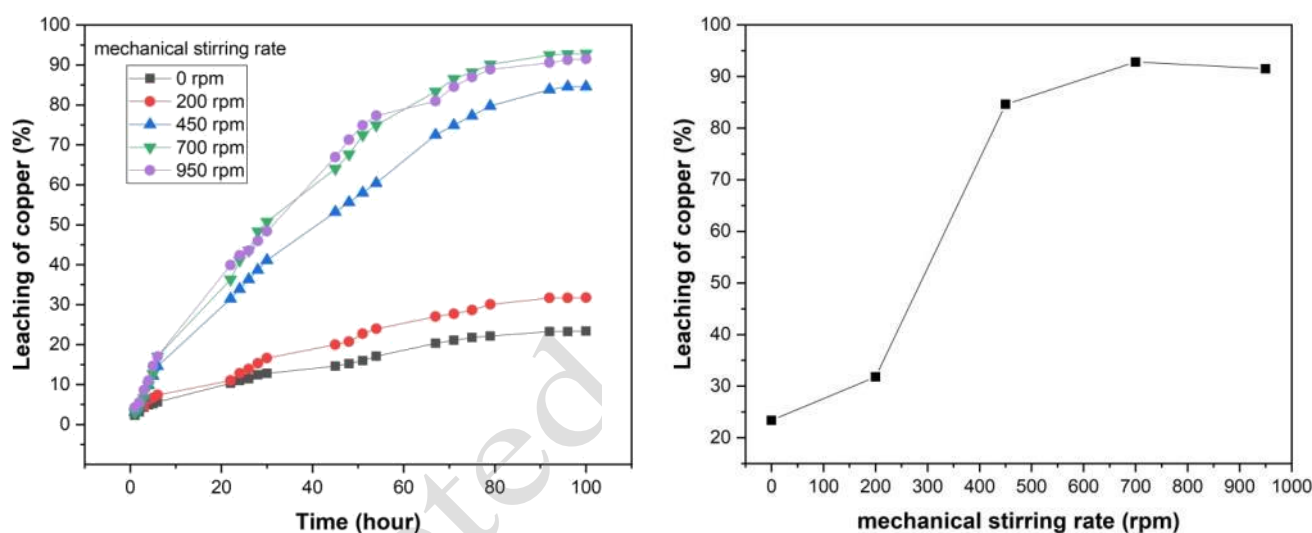 mechanical stirring rate
0 rpm
200 rpm
450 rpm
700 rpm
950 rpm
100
90
80
70
60
50
40
30
20
10
0
Leaching of copper (%)
0 20 40 60 80 100
Time (hour)
100
90
80
70
60
50
40
30
20
Leaching of copper (%)
0 100 200 300 400 500 600 700 800 900 1000
mechanical stirring rate (rpm)